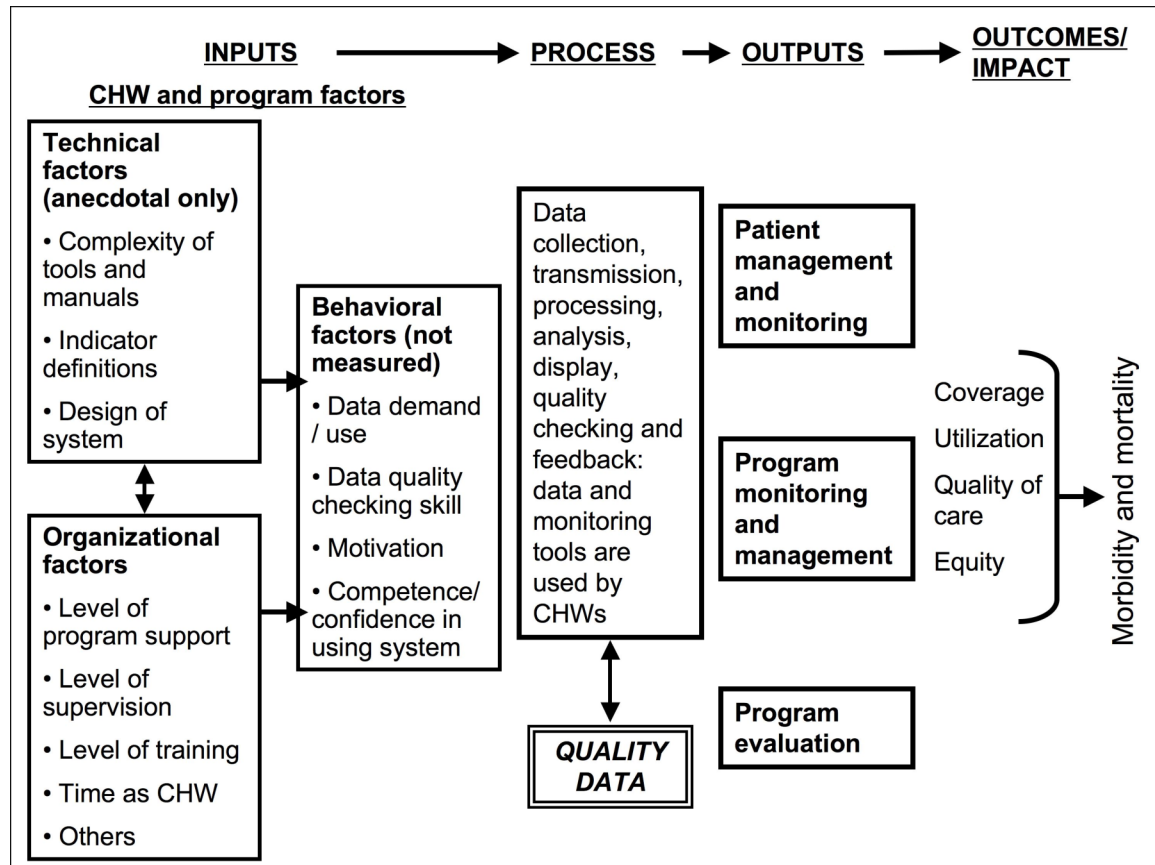 INPUTS
PROCESS
OUTPUTS
OUTCOMES/
IMPACT
CHW and program factors
Technical
factors
(anecdotal only)
• Complexity of
tools and
manuals
• Indicator
definitions
• Design of
system
Organizational
factors
• Level of
program support
• Level of
supervision
• Level of training
• Time as CHW
• Others
Behavioral
factors (not
measured)
• Data demand
/ use
• Data quality
checking skill
• Motivation
• Competence/
confidence in
using system
Data
collection,
transmission,
processing,
analysis,
display,
quality
checking and
feedback:
data and
monitoring
tools are
used by
CHWs
QUALITY
DATA
Patient
management
and
monitoring
Program
monitoring
and
management
Program
evaluation
Coverage
Utilization
Quality of
care
Equity
Morbidity and mortality